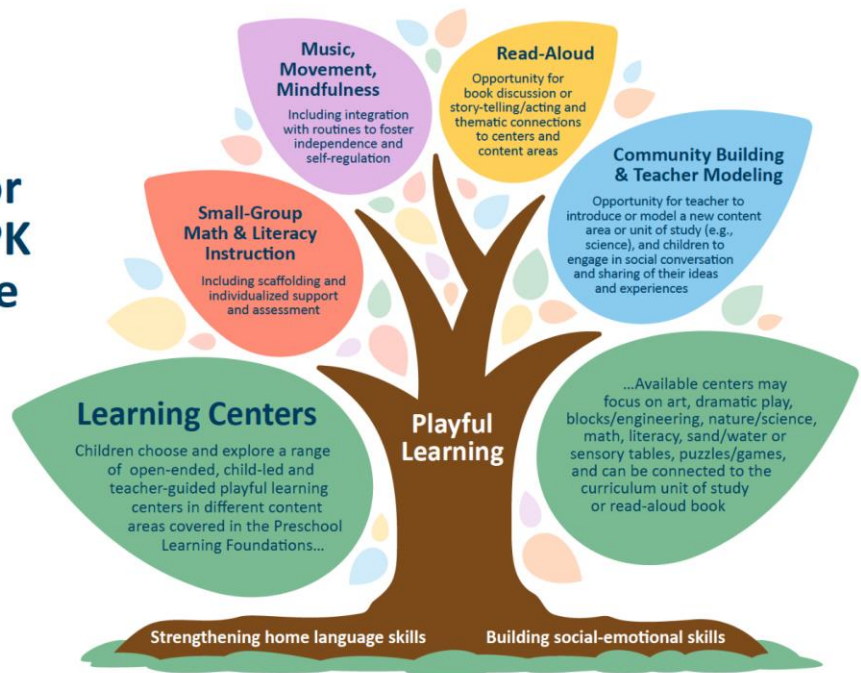 or
PK
e
Music,
Movement,
Mindfulness
Including integration
with routines to foster
independence and
self-regulation
Read-Aloud
Opportunity for
book discussion or
story-telling/acting and
thematic connections
to centers and
content areas
Small-Group
Math & Literacy
Instruction
Including scaffolding and
individualized support
and assessment
Community Building
& Teacher Modeling
Opportunity for teacher to
introduce or model a new content
area or unit of study (e.g.,
science), and children to
engage in social conversation
and sharing of their ideas
and experiences
Learning Centers
Children choose and explore a range
of open-ended, child-led and
teacher-guided playful learning
centers in different content
areas covered in the Preschool
Learning Foundations...
Playful
Learning
...Available centers may
focus on art, dramatic play,
blocks/engineering, nature/science,
math, literacy, sand/water or
sensory tables, puzzles/games,
and can be connected to the
curriculum unit of study
or read-aloud book
Strengthening home language skills
Building social-emotional skills